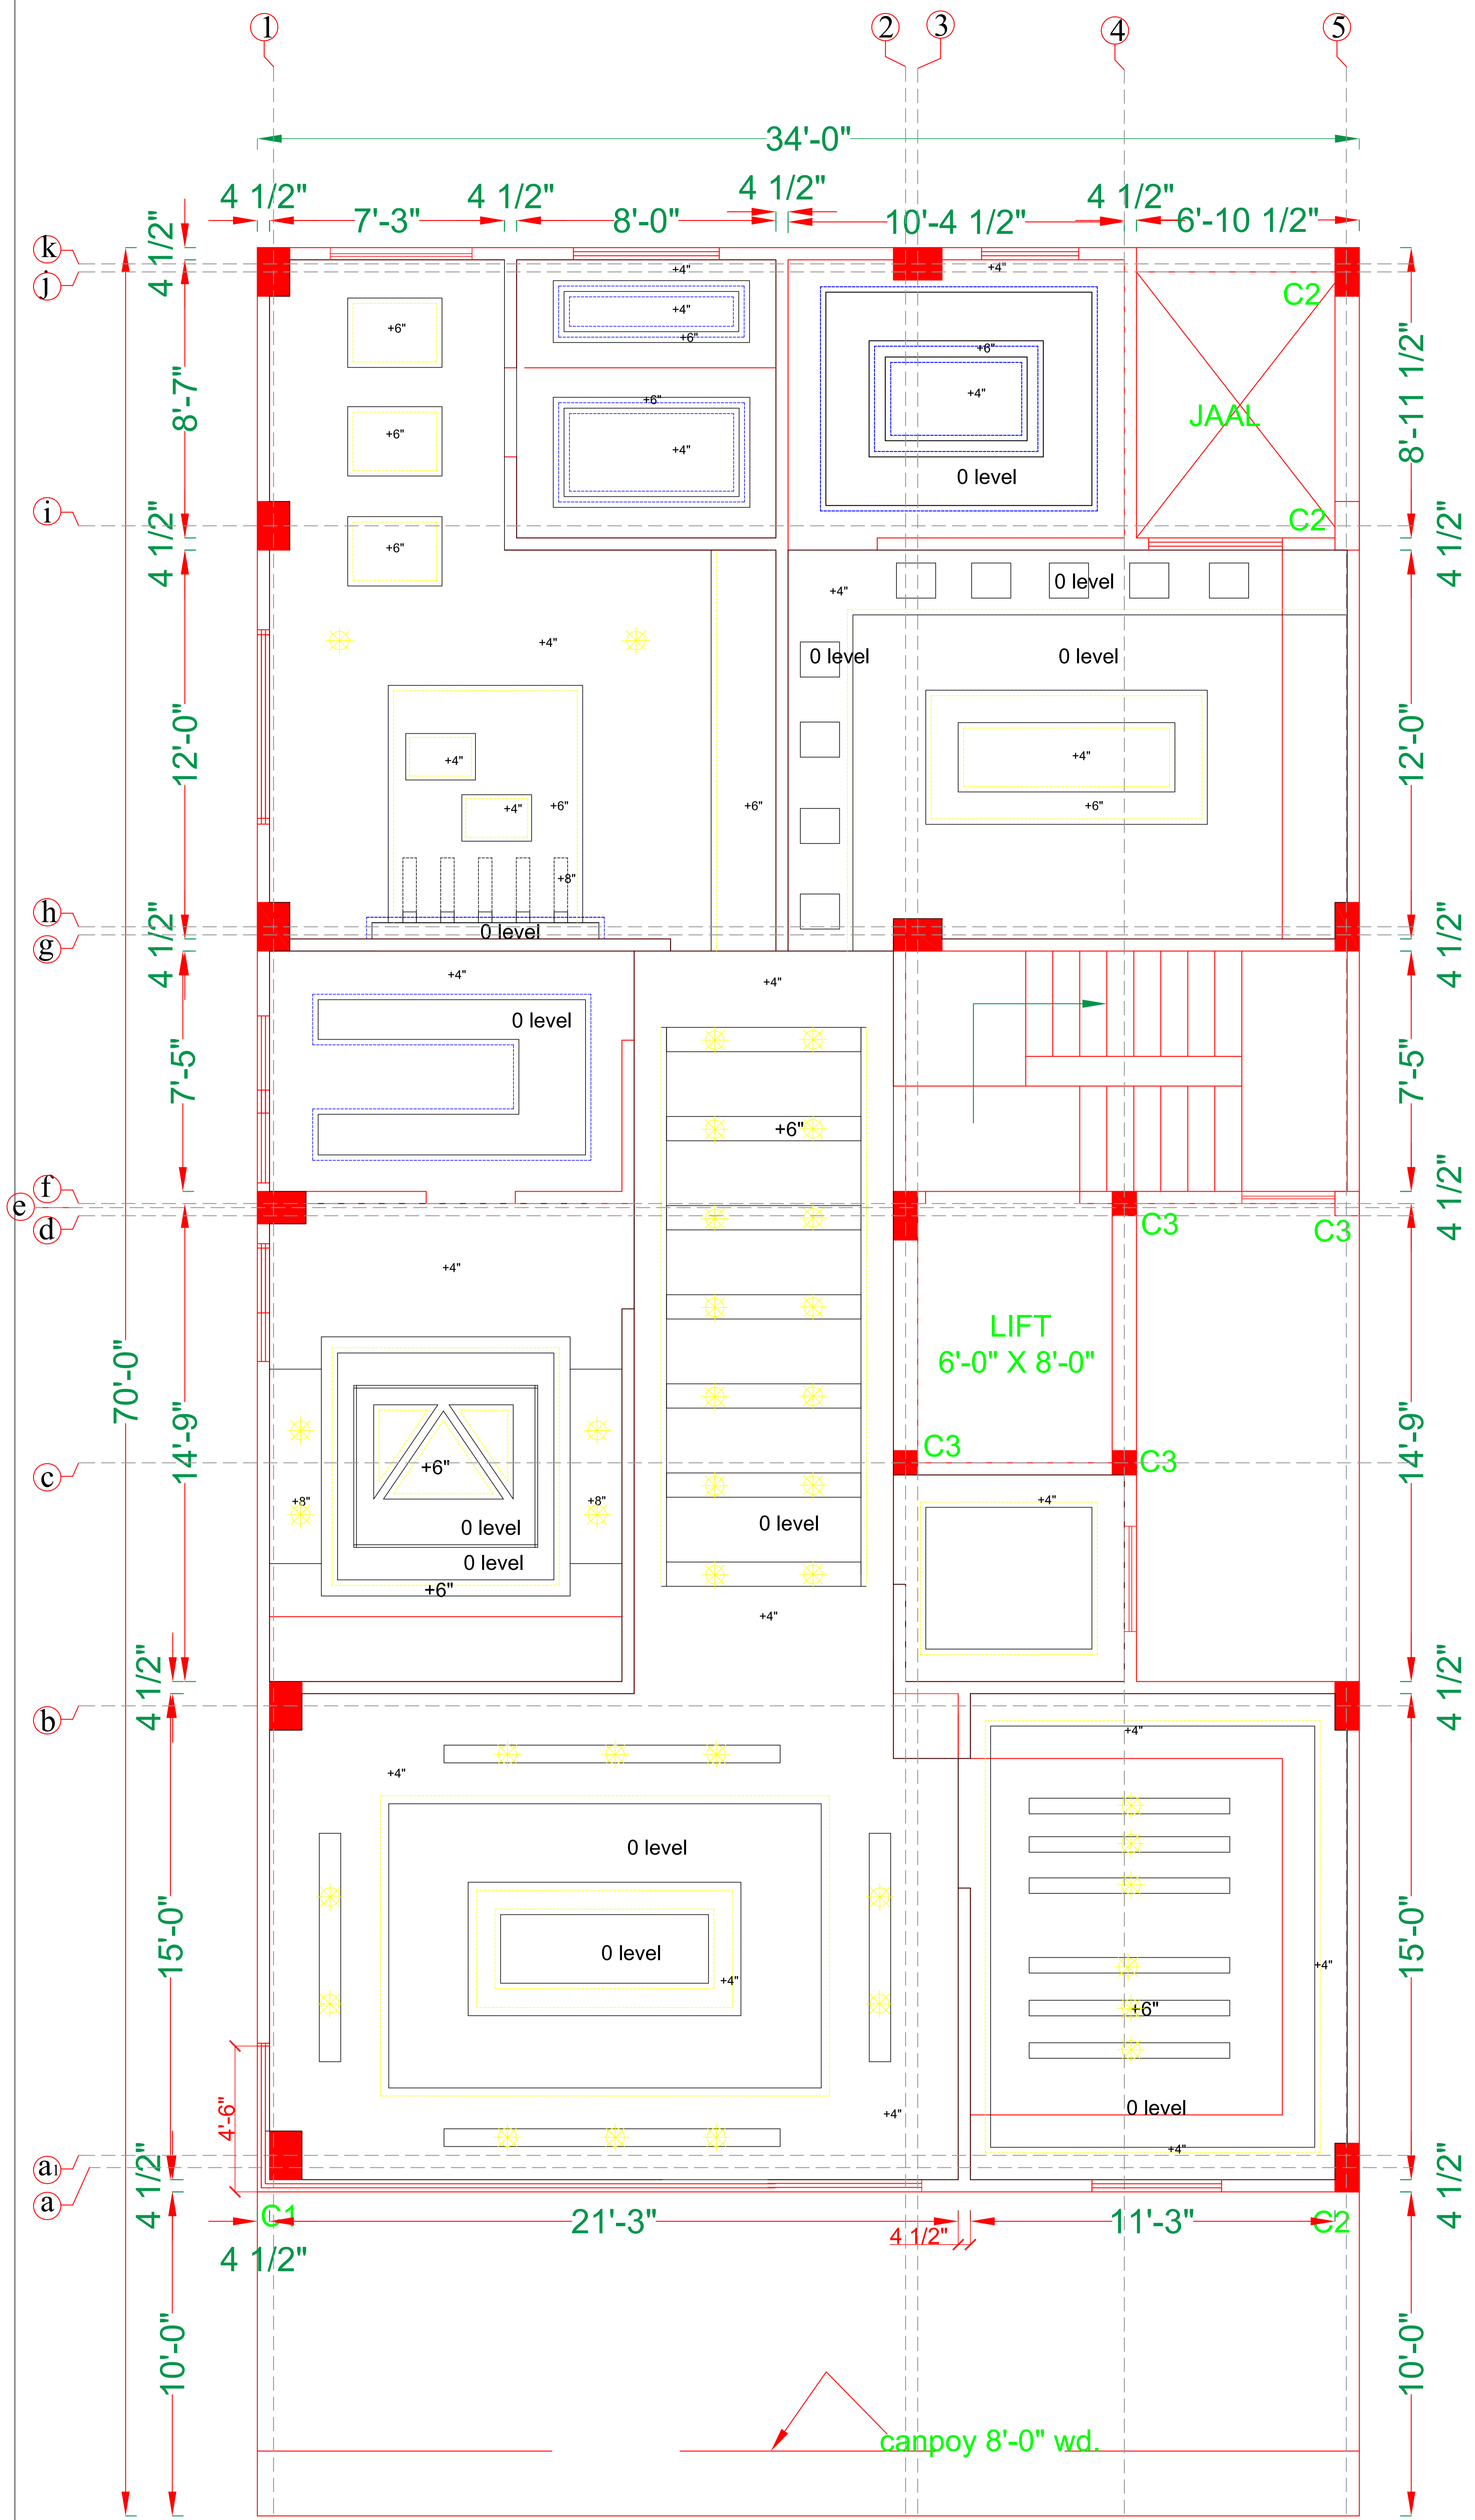 1
2
3
4
5
34'-0"
4 1/2"
7'-3"
4 1/2"
8'-0"
4 1/2"
10'-4 1/2"
4 1/2"
6'-10 1/2"
k
j
4 1/2"
+4"
+4"
C2
+6"
+4"
+6"
+6"
8'-7"
8'-11 1/2"
+6"
+4"
+6"
JAAL
+4"
0 level
i
C2
4 1/2"
4 1/2"
+6"
0 level
+4"
+4"
0 level
0 level
12'-0"
12'-0"
+4"
+4"
+4"
+6"
+6"
+6"
+8"
0 level
h
g
4 1/2"
4 1/2"
+4"
+4"
0 level
7'-5"
7'-5"
+6"
f
e
d
4 1/2"
C3
C3
+4"
LIFT
6'-0" X 8'-0"
70'-0"
14'-9"
14'-9"
c
C3
C3
+6"
+8"
+8"
+4"
0 level
0 level
0 level
+6"
+4"
b
4 1/2"
4 1/2"
+4"
+4"
0 level
15'-0"
15'-0"
0 level
+4"
+4"
+6"
4'-6"
0 level
+4"
+4"
a1
a
4 1/2"
4 1/2"
C1
21'-3"
4 1/2"
11'-3"
C2
4 1/2"
10'-0"
10'-0"
canpoy 8'-0" wd.